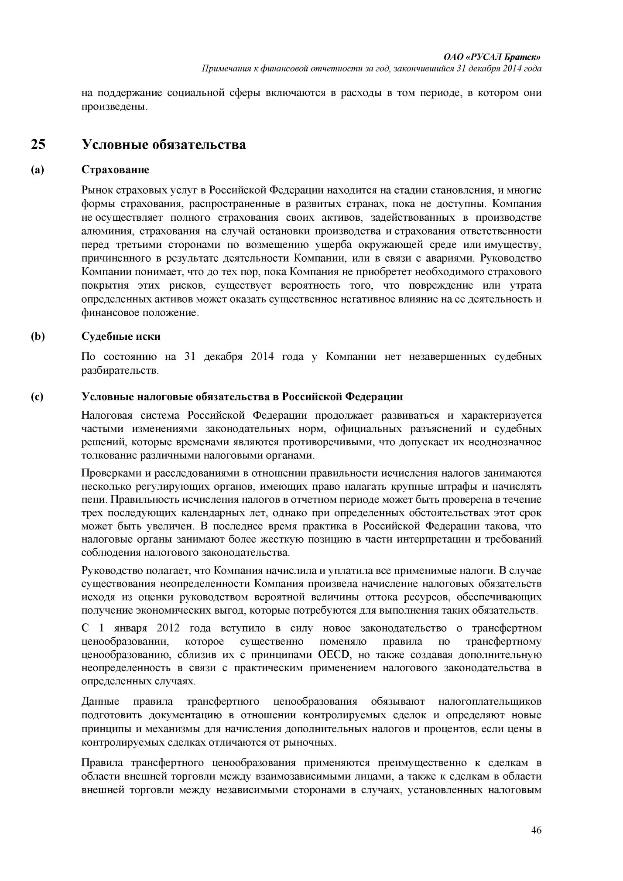 ОАО «РУСАЛ Братск»
Примечания к финансовой отчетности за год, закончившийся 31 декабря 2014 года
на поддержание социальной сферы включаются в расходы в том периоде, в котором они
произведены.
25 Условные обязательства
(a) Страхование
Рынок страховых услуг в Российской Федерации находится на стадии становления, и многие
формы страхования, распространенные в развитых странах, пока не доступны. Компания
не осуществляет полного страхования своих активов, задействованных в производстве
алюминия, страхования на случай остановки производства и страхования ответственности
перед третьими сторонами по возмещению ущерба окружающей среде или имуществу,
причиненного в результате деятельности Компании, или в связи с авариями. Руководство
Компании понимает, что до тех пор, пока Компания не приобретет необходимого страхового
покрытия этих рисков, существует вероятность того, что повреждение или утрата
определенных активов может оказать существенное негативное влияние на ее деятельность и
финансовое положение.
(b) Судебные иски
По состоянию на 31 декабря 2014 года у Компании нет незавершенных судебных
разбирательств.
(c) Условные налоговые обязательства в Российской Федерации
Налоговая система Российской Федерации продолжает развиваться и характеризуется
частыми изменениями законодательных норм, официальных разъяснений и судебных
решений, которые временами являются противоречивыми, что допускает их неоднозначное
толкование различными налоговыми органами.
Проверками и расследованиями в отношении правильности исчисления налогов занимаются
несколько регулирующих органов, имеющих право налагать крупные штрафы и начислять
пени. Правильность исчисления налогов в отчетном периоде может быть проверена в течение
трех последующих календарных лет, однако при определенных обстоятельствах этот срок
может быть увеличен. В последнее время практика в Российской Федерации такова, что
налоговые органы занимают более жесткую позицию в части интерпретации и требований
соблюдения налогового законодательства.
Руководство полагает, что Компания начислила и уплатила все применимые налоги. В случае
существования неопределенности Компания произвела начисление налоговых обязательств
исходя из оценки руководством вероятной величины оттока ресурсов, обеспечивающих
получение экономических выгод, которые потребуются для выполнения таких обязательств.
С 1 января 2012 года вступило в силу новое законодательство о трансфертном
ценообразовании, которое существенно поменяло правила по трансфертному
ценообразованию, сблизив их с принципами OECD, но также создавая дополнительную
неопределенность в связи с практическим применением налогового законодательства в
определенных случаях.
Данные правила трансфертного ценообразования обязывают налогоплательщиков
подготовить документацию в отношении контролируемых сделок и определяют новые
принципы и механизмы для начисления дополнительных налогов и процентов, если цены в
контролируемых сделках отличаются от рыночных.
Правила трансфертного ценообразования применяются преимущественно к сделкам в
области внешней торговли между взаимозависимыми лицами, а также к сделкам в области
внешней торговли между независимыми сторонами в случаях, установленных налоговым
46